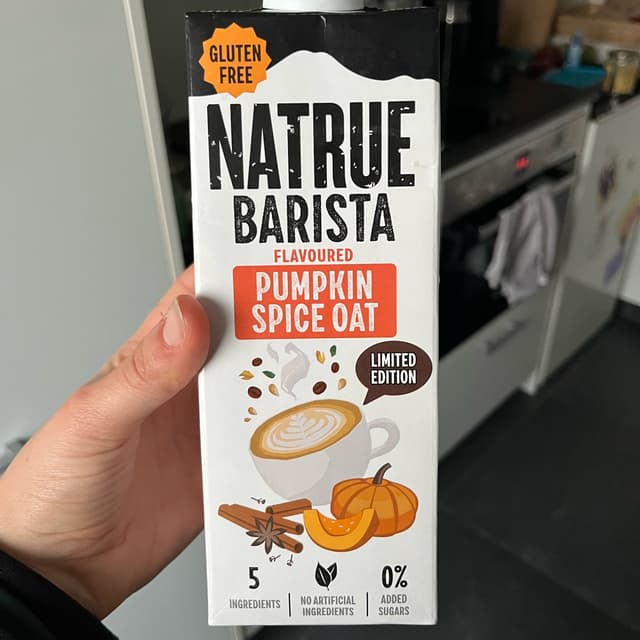 GLUTEN
FREE
NATRUE
BARISTA
FLAVOURED
PUMPKIN
SPICE OAT
LIMITED
EDITION
5
INGREDIENTS
NO ARTIFICIAL
INGREDIENTS
0%
ADDED
SUGARS